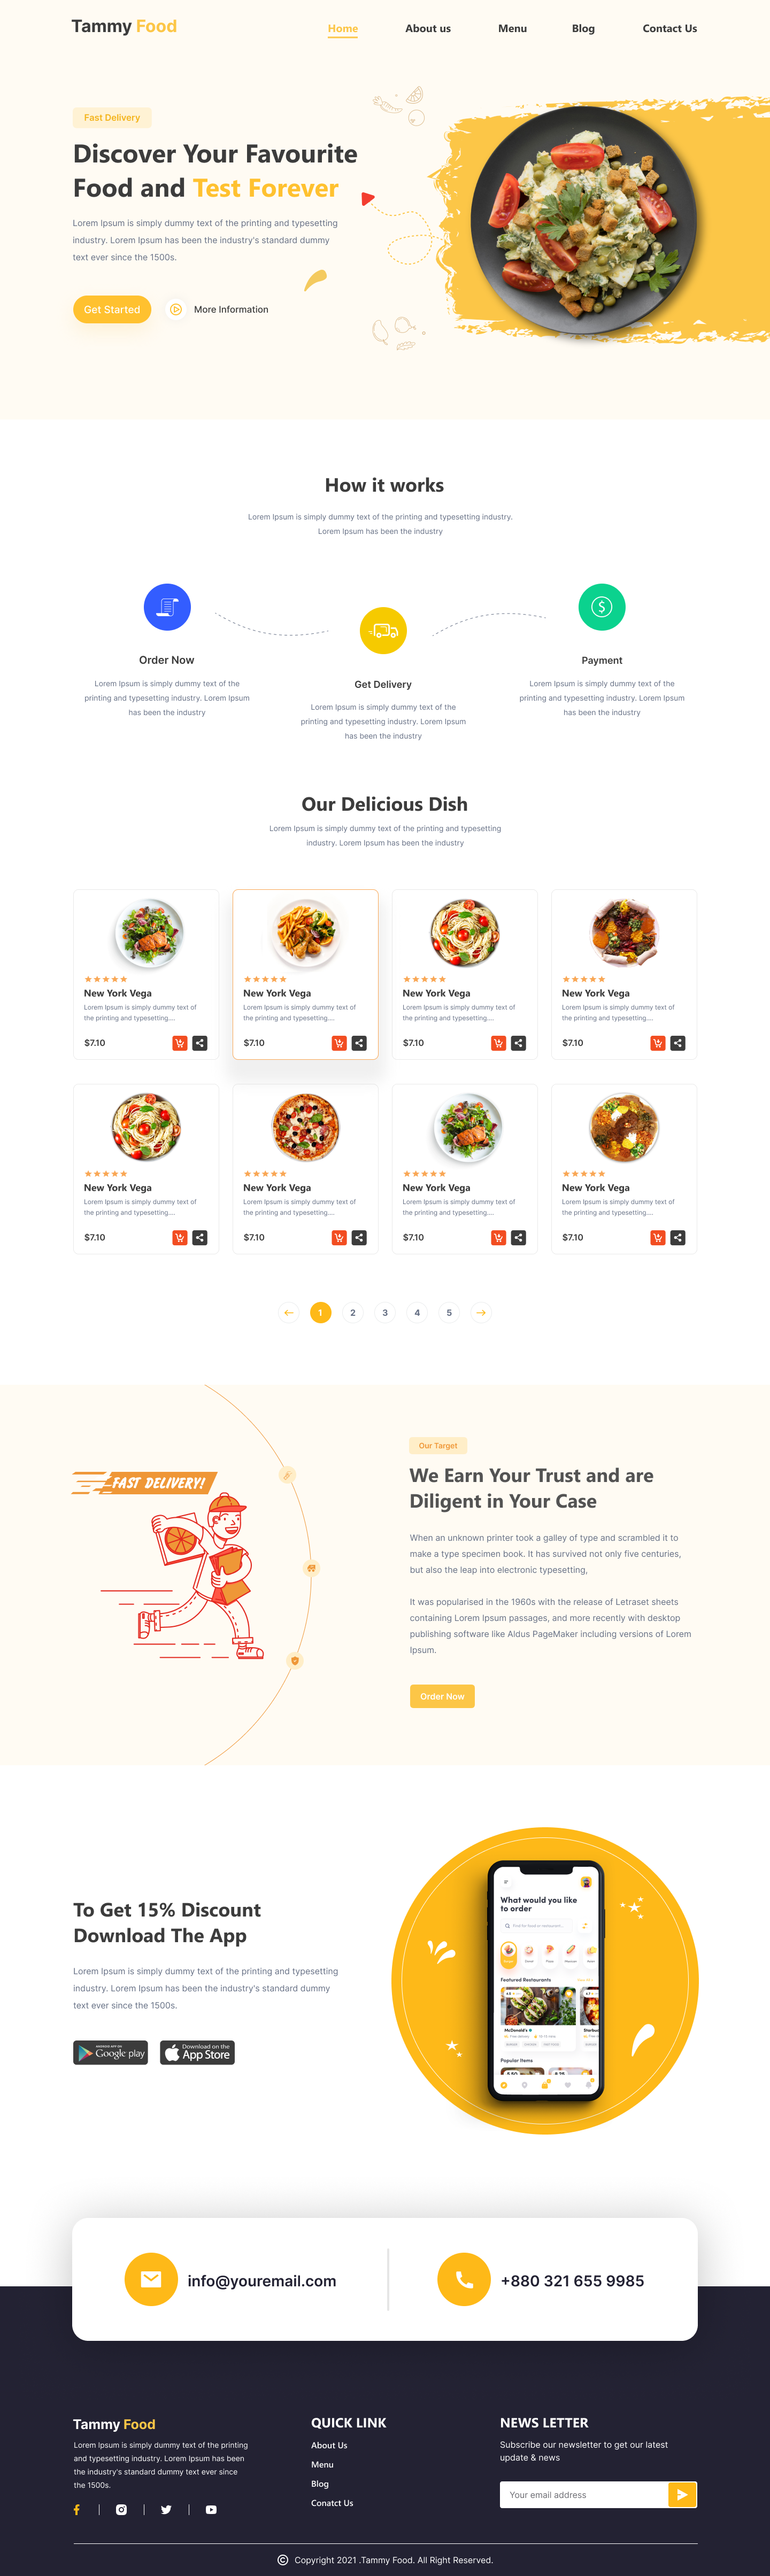 Tammy Food
Home
About us
Menu
Blog
Contact Us
Fast Delivery
Discover Your Favourite
Food and Test Forever
Lorem Ipsum is simply dummy text of the printing and typesetting
industry. Lorem Ipsum has been the industry's standard dummy
text ever since the 1500s.
Get Started
More Information
How it works
Lorem Ipsum is simply dummy text of the printing and typesetting industry.
Lorem Ipsum has been the industry
Order Now
Lorem Ipsum is simply dummy text of the
printing and typesetting industry. Lorem Ipsum
has been the industry
Get Delivery
Lorem Ipsum is simply dummy text of the
printing and typesetting industry. Lorem Ipsum
has been the industry
Payment
Lorem Ipsum is simply dummy text of the
printing and typesetting industry. Lorem Ipsum
has been the industry
Our Delicious Dish
Lorem Ipsum is simply dummy text of the printing and typesetting
industry. Lorem Ipsum has been the industry
New York Vega
Lorem Ipsum is simply dummy text of
the printing and typesetting....
$7.10
New York Vega
Lorem Ipsum is simply dummy text of
the printing and typesetting....
$7.10
New York Vega
Lorem Ipsum is simply dummy text of
the printing and typesetting....
$7.10
New York Vega
Lorem Ipsum is simply dummy text of
the printing and typesetting....
$7.10
New York Vega
Lorem Ipsum is simply dummy text of
the printing and typesetting....
$7.10
New York Vega
Lorem Ipsum is simply dummy text of
the printing and typesetting....
$7.10
New York Vega
Lorem Ipsum is simply dummy text of
the printing and typesetting....
$7.10
New York Vega
Lorem Ipsum is simply dummy text of
the printing and typesetting....
$7.10
1 2 3 4 5
FAST DELIVERY!
Our Target
We Earn Your Trust and are
Diligent in Your Case
When an unknown printer took a galley of type and scrambled it to
make a type specimen book. It has survived not only five centuries,
but also the leap into electronic typesetting,
It was popularised in the 1960s with the release of Letraset sheets
containing Lorem Ipsum passages, and more recently with desktop
publishing software like Aldus PageMaker including versions of Lorem
Ipsum.
Order Now
To Get 15% Discount
Download The App
Lorem Ipsum is simply dummy text of the printing and typesetting
industry. Lorem Ipsum has been the industry's standard dummy
text ever since the 1500s.
Google play
Download on the
App Store
What would you like
to order
Find for food or restaurant...
Featured Restaurants
McDonald's
Popular Items
info@youremail.com
+880 321 655 9985
Tammy Food
Lorem Ipsum is simply dummy text of the printing
and typesetting industry. Lorem Ipsum has been
the industry's standard dummy text ever since
the 1500s.
QUICK LINK
About Us
Menu
Blog
Conatct Us
NEWS LETTER
Subscribe our newsletter to get our latest
update & news
Your email address
© Copyright 2021 .Tammy Food. All Right Reserved.